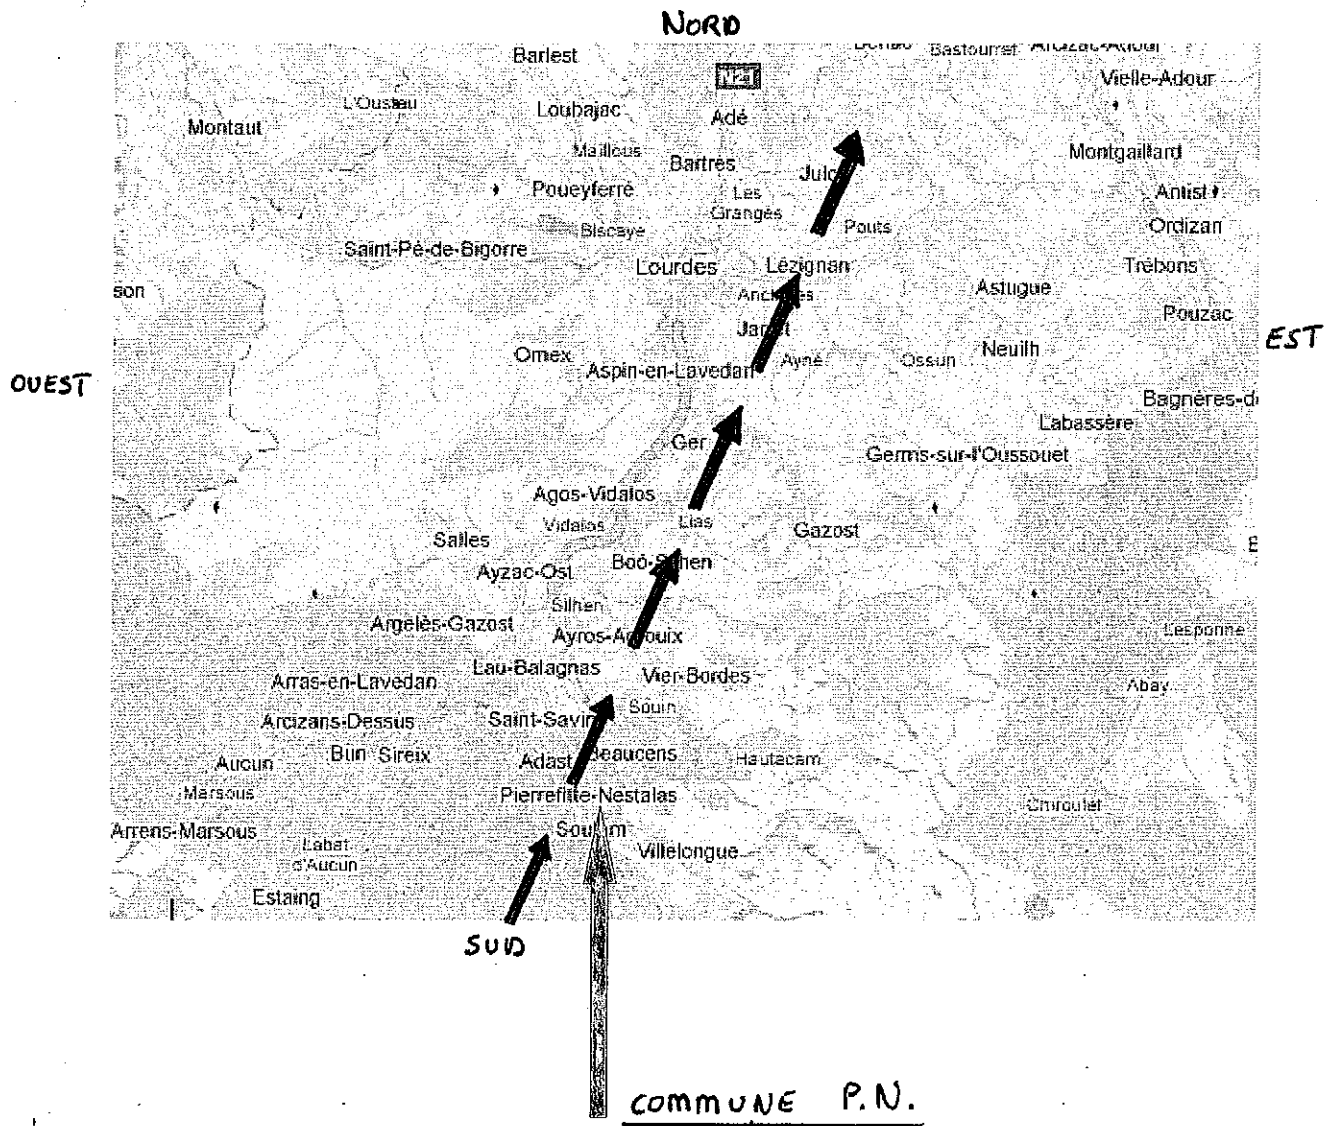 NORD
Barlest
Bastourret
Vielle-Adour
L'Ousteau
Loubajac
Adé
Montaut
Maillous
Bartrès
Montgaillard
Poueyferré
Les
Granges
Antist
Biscaye
Pouts
Ordizan
Saint-Pé-de-Bigorre
Lourdes
Lézignan
Trébons
son
Astugue
Pouzac
EST
Omex
Ayné
Ossun
Neuilh
OUEST
Aspin-en-Lavedan
Bagnères-d
Labassère
Ger
Germs-sur-l'Oussouet
Agos-Vidalos
Vidalos
Lias
Gazost
Salles
Ayzac-Ost
Silhen
Argelès-Gazost
Lesponne
Lau-Balagnas
Vier-Bordes
Arras-en-Lavedan
Abay
Souin
Arcizans-Dessus
Saint-Savin
Bun
Sireix
Adast
Beaucens
Hautacam
Aucun
Marsous
Pierrefitte-Nestalas
Chiroulet
Arrens-Marsous
Labat
d'Aucun
Villelongue
Estaing
SUD
COMMUNE P.N.